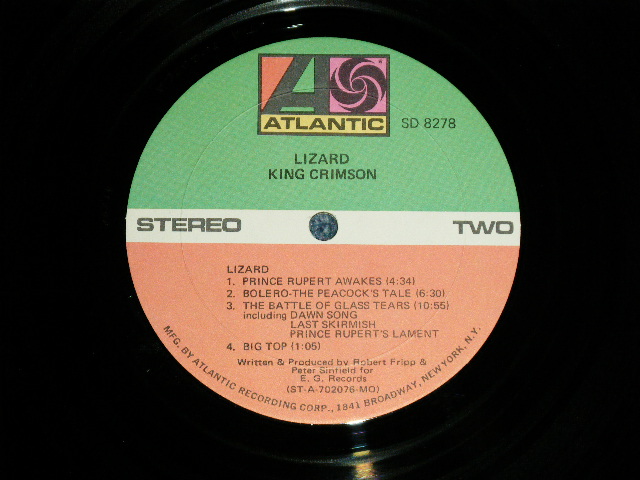 ATLANTIC
SD 8278
LIZARD
KING CRIMSON
STEREO
TWO
LIZARD
1. PRINCE RUPERT AWAKES (4:34)
2. BOLERO-THE PEACOCK'S TALE (6:30)
3. THE BATTLE OF GLASS TEARS (10:55)
including DAWN SONG
LAST SKIRMISH
PRINCE RUPERT'S LAMENT
4. BIG TOP (1:05)
Written & Produced by Robert Fripp &
Peter Sinfield for
E. G. Records
(ST-A-702076-MO)
MFG. BY ATLANTIC RECORDING CORP., 1841 BROADWAY, NEW YORK, N.Y.